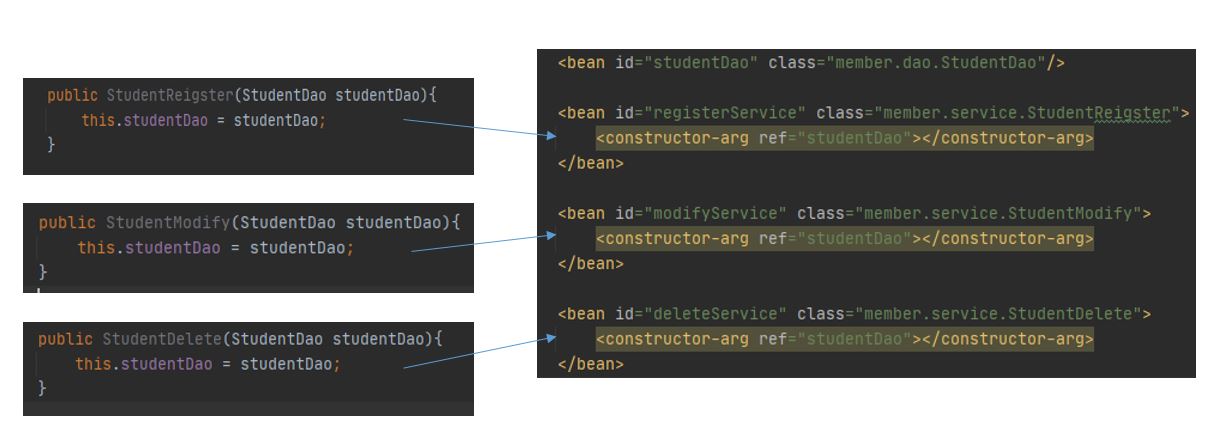 public StudentReigster(StudentDao studentDao){
this.studentDao = studentDao;
}
public StudentModify(StudentDao studentDao){
this.studentDao = studentDao;
}
public StudentDelete(StudentDao studentDao){
this.studentDao = studentDao;
}
<bean id="studentDao" class="member.dao.StudentDao"/>
<bean id="registerService" class="member.service.StudentReigster">
<constructor-arg ref="studentDao"></constructor-arg>
</bean>
<bean id="modifyService" class="member.service.StudentModify">
<constructor-arg ref="studentDao"></constructor-arg>
</bean>
<bean id="deleteService" class="member.service.StudentDelete">
<constructor-arg ref="studentDao"></constructor-arg>
</bean>